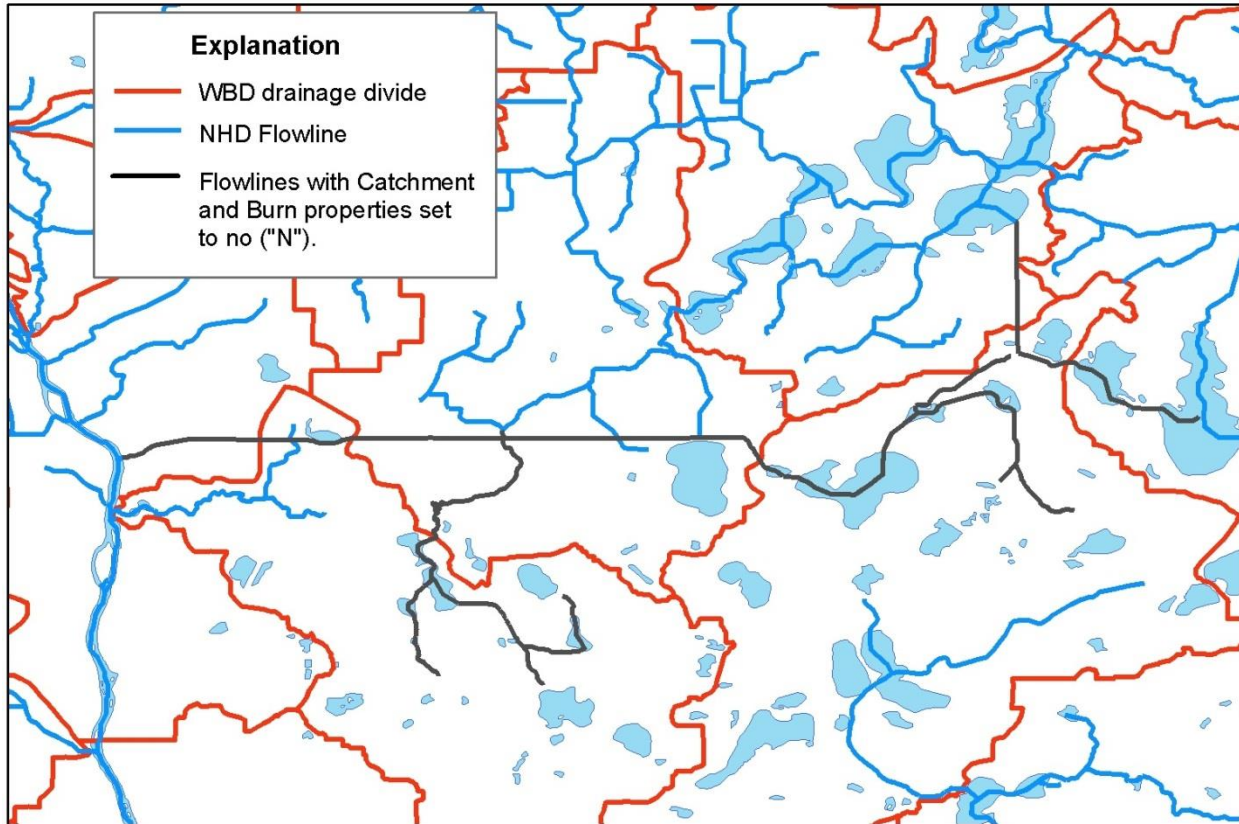 Explanation
WBD drainage divide
NHD Flowline
Flowlines with Catchment
and Burn properties set
to no ("N").